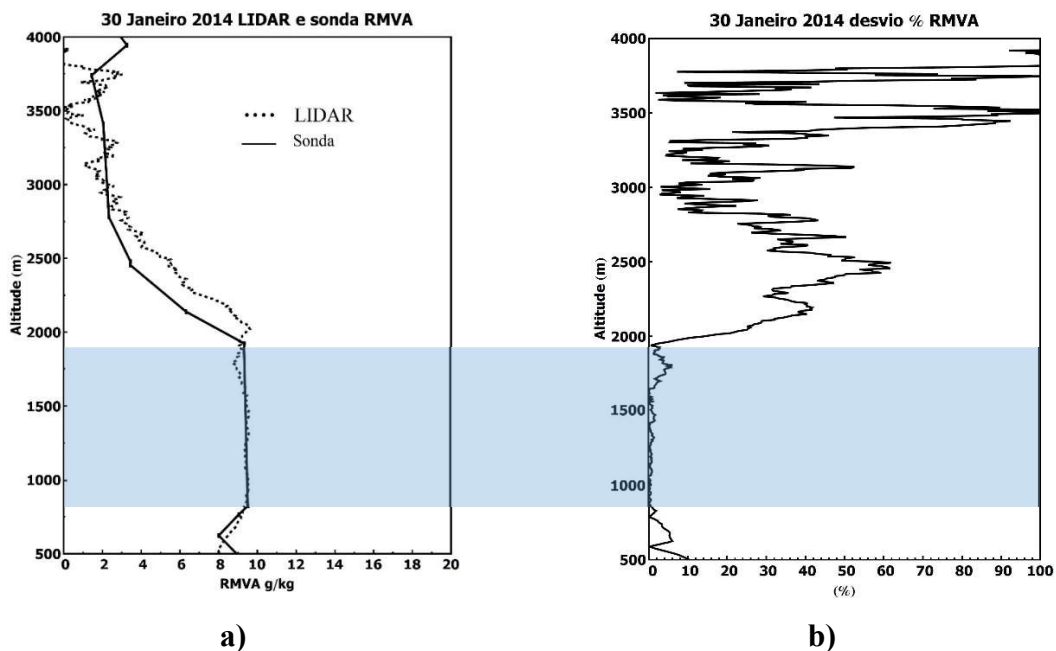 30 Janeiro 2014 LIDAR e sonda RMVA
4000
3500
3000
2500
2000
1500
1000
500
Altitude (m)
LIDAR
Sonda
0 2 4 6 8 10 12 14 16 18 20
RMVA g/kg
a)
30 Janeiro 2014 desvio % RMVA
4000
3500
3000
2500
2000
1500
1000
500
Altitude (m)
0 10 20 30 40 50 60 70 80 90 100
(%)
b)